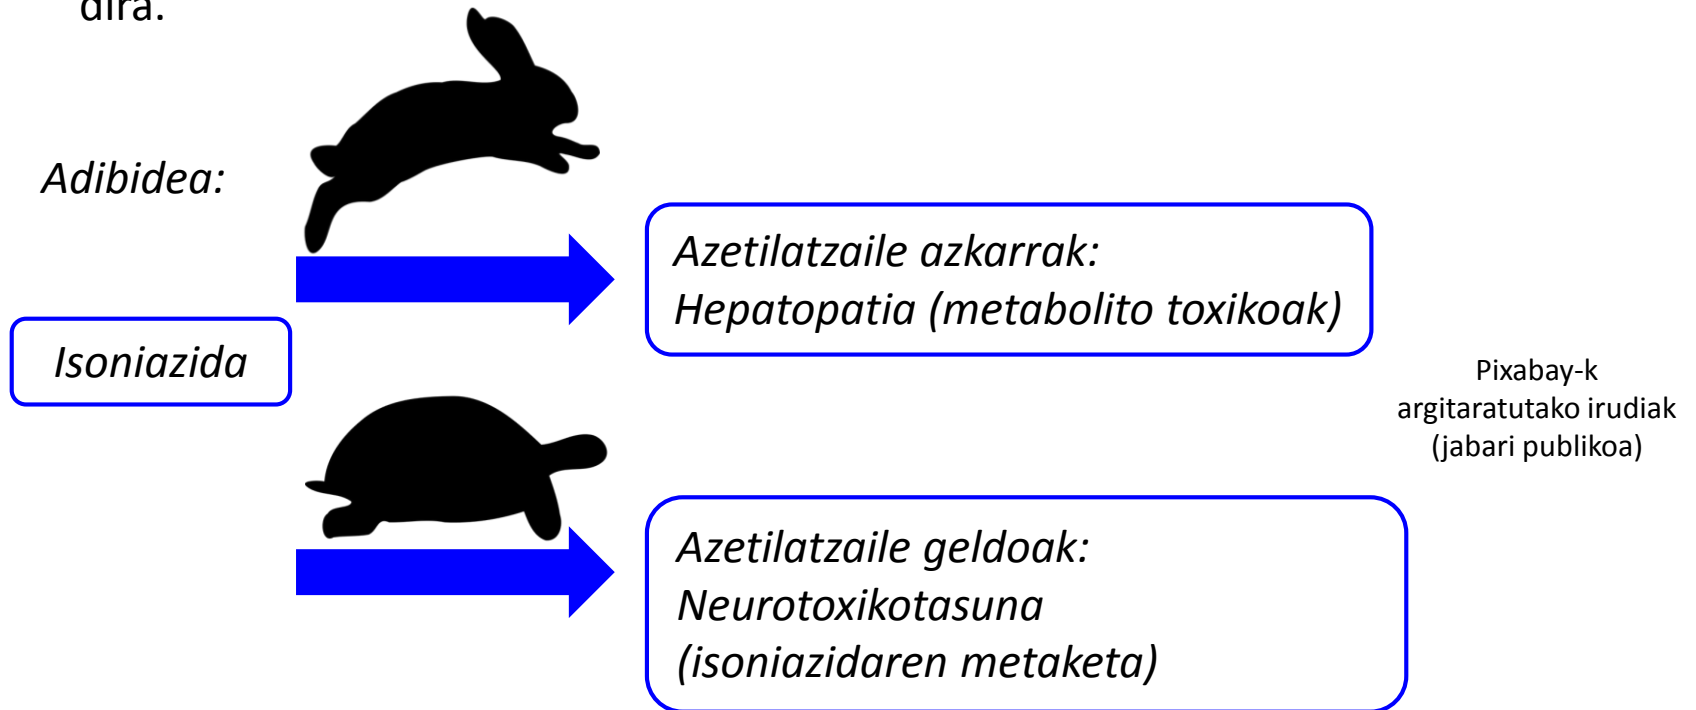 dira.
Adibidea:
Azetilatzaile azkarrak:
Hepatopatia (metabolito toxikoak)
Isoniazida
Pixabay-k
argitaratutako irudiak
(jabari publikoa)
Azetilatzaile geldoak:
Neurotoxikotasuna
(isoniazidaren metaketa)